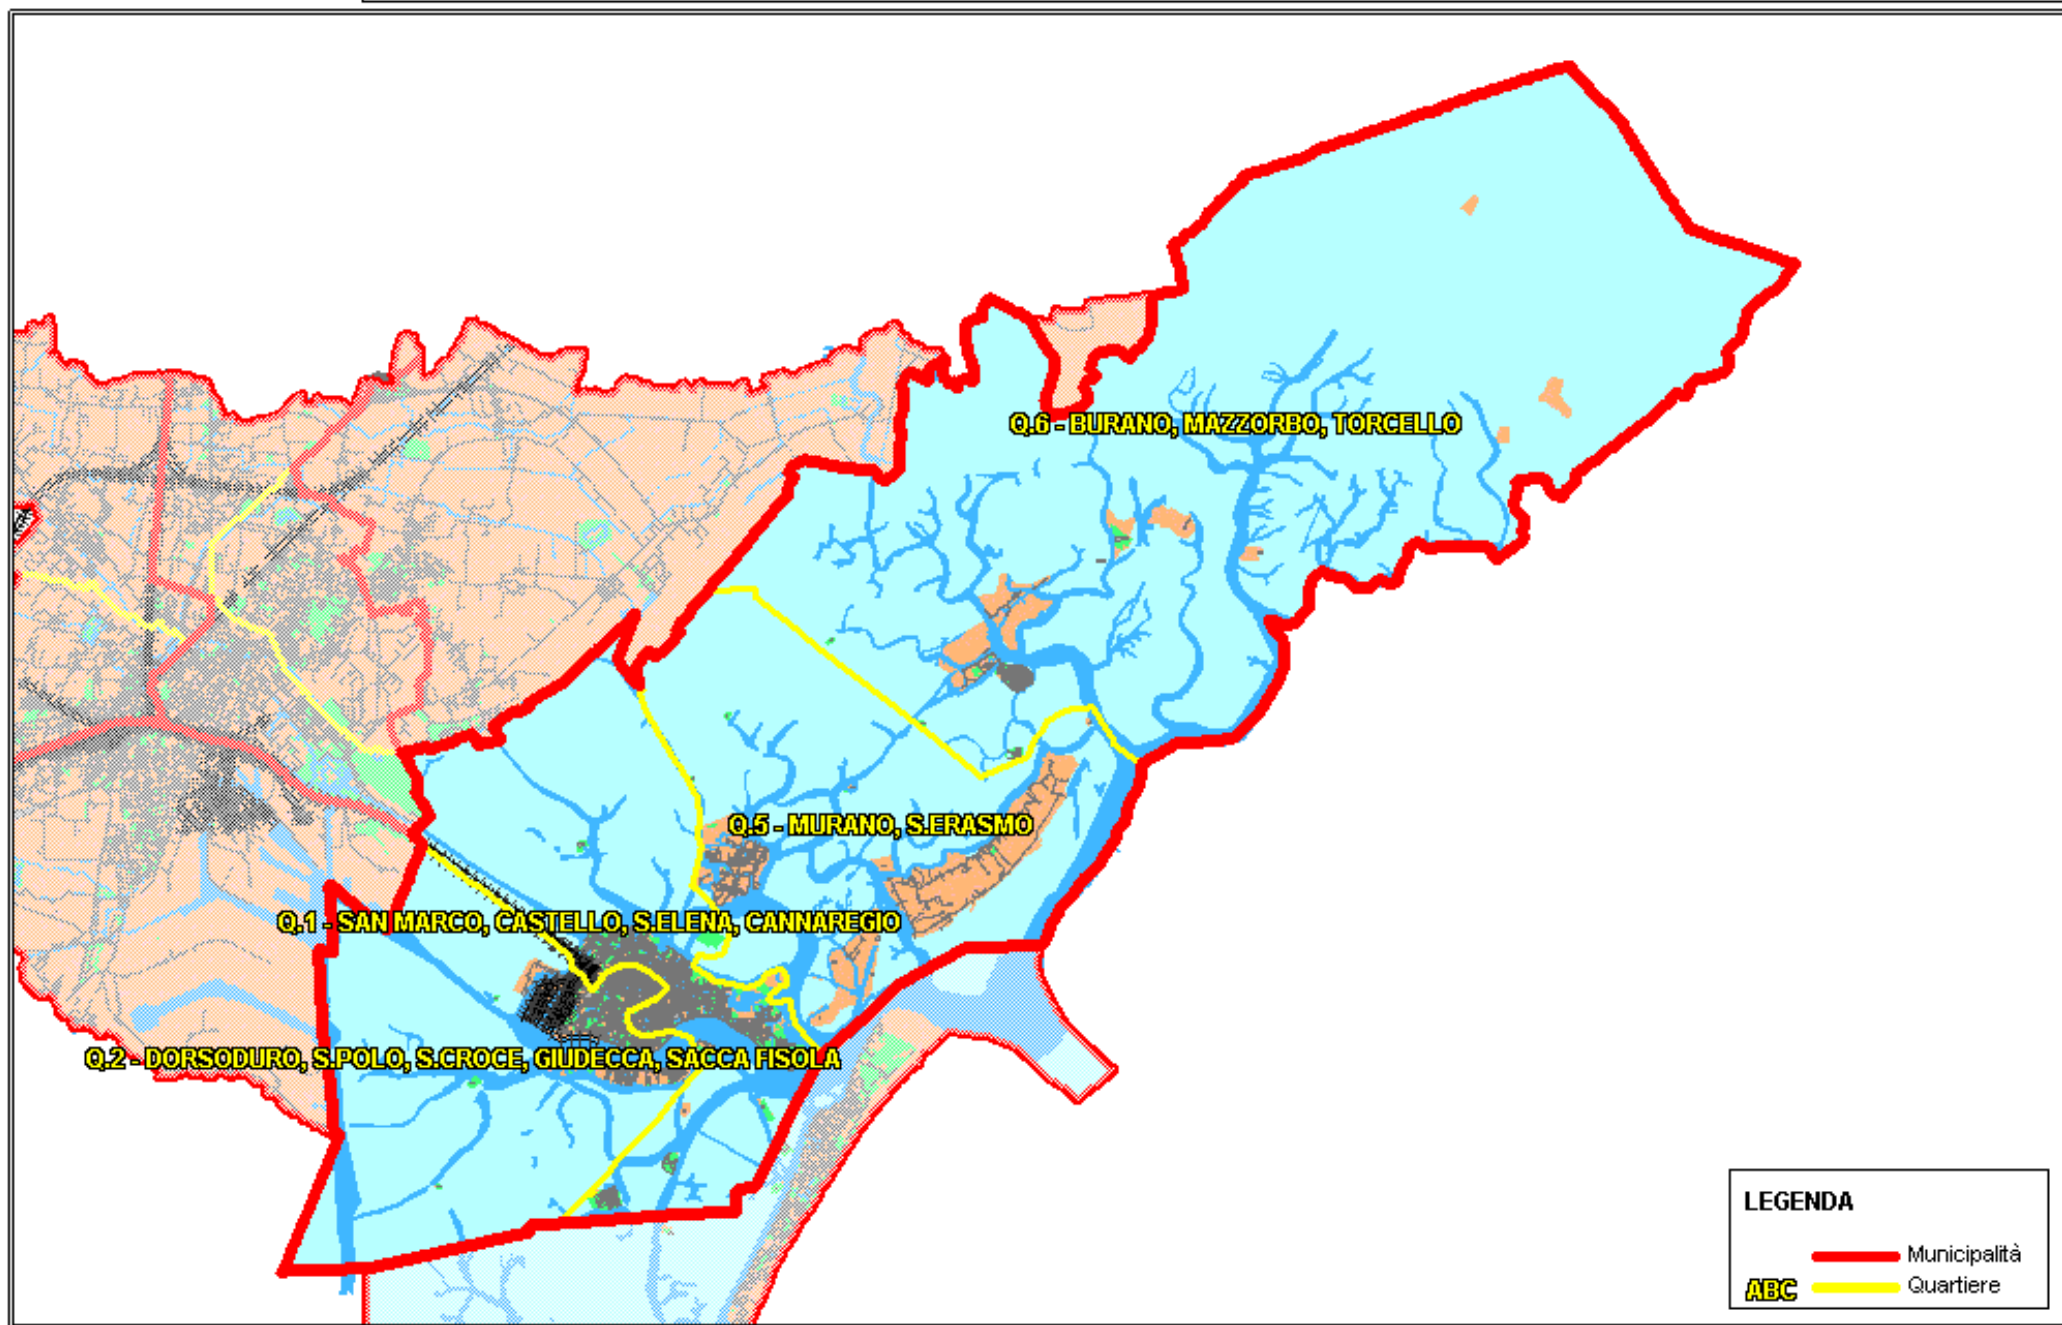 Q.6 - BURANO, MAZZORBO, TORCELLO
Q.5 - MURANO, S.ERASMO
Q.1 - SAN MARCO, CASTELLO, S.ELENA, CANNAREGIO
Q.2 - DORSODURO, S.POLO, S.CROCE, GIUDECCA, SACCA FISOLA
LEGENDA
Municipalità
ABC Quartiere